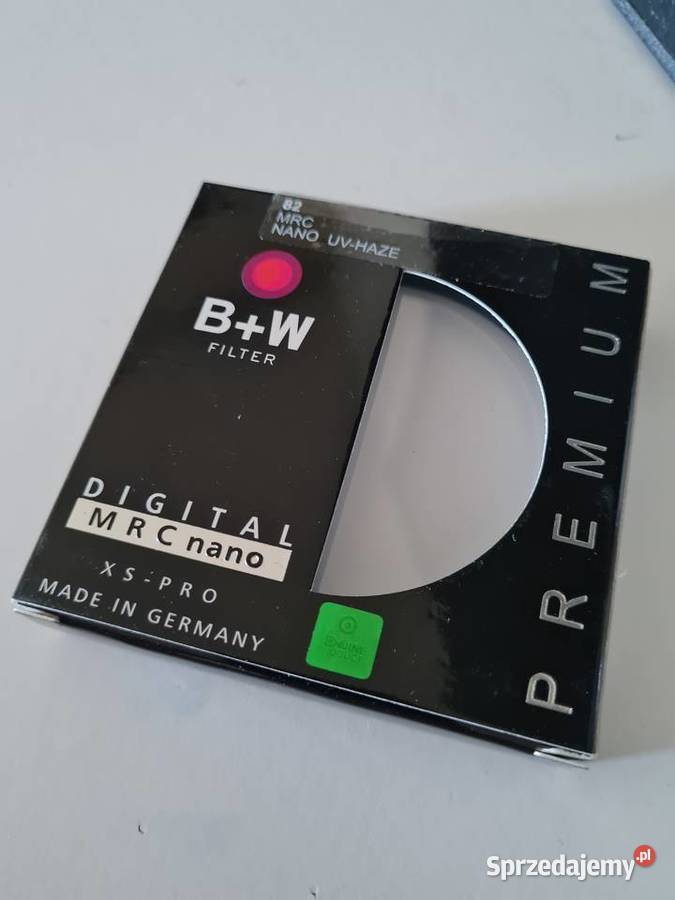 82
MRC
NANO UV-HAZE
B+W
FILTER
DIGITAL
MRC nano
XS-PRO
MADE IN GERMANY
PREMIUM
Sprzedajemy.pl